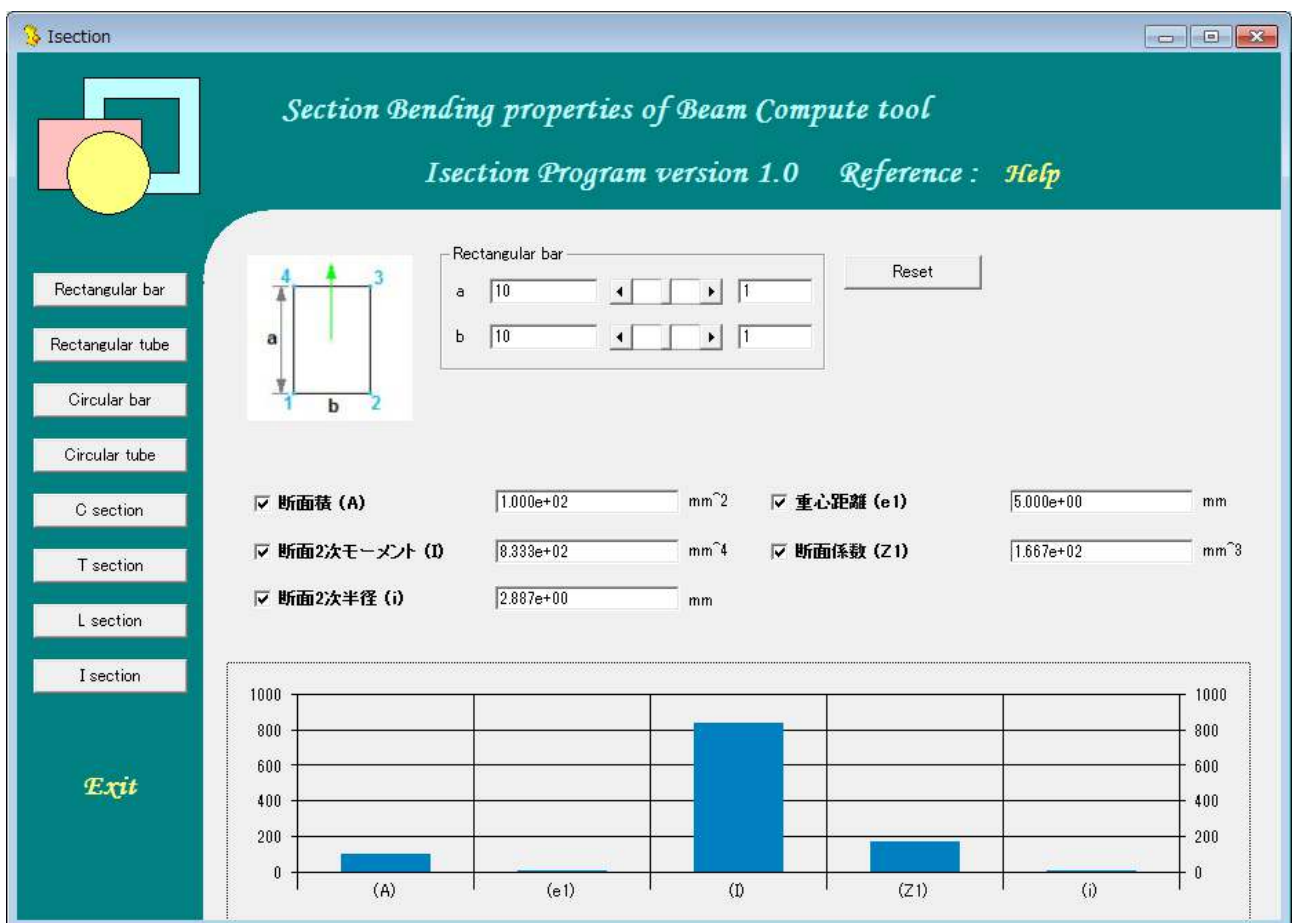 Isection
Section Bending properties of Beam Compute tool
Isection Program version 1.0 Reference : Help
Rectangular bar
Rectangular tube
Circular bar
Circular tube
C section
T section
L section
I section
Exit
4 3
a
1 b 2
Rectangular bar
a 10 1
b 10 1
Reset
断面積 (A) 1.000e+02 mm^2 重心距離 (e1) 5.000e+00 mm
断面2次モーメント (I) 8.333e+02 mm^4 断面係数 (Z1) 1.667e+02 mm^3
断面2次半径 (i) 2.887e+00 mm
1000 1000
800 800
600 600
400 400
200 200
0 0
(A) (e1) (I) (Z1) (i)